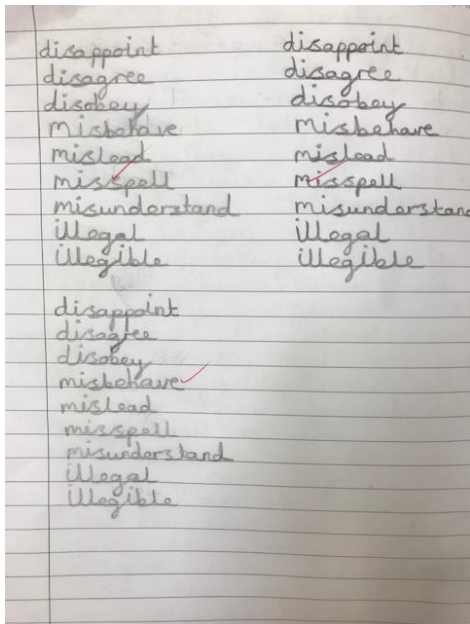 disappoint
disagree
disobey
misbehave
mislead
misspell
misunderstand
illegal
illegible
disappoint
disagree
disobey
misbehave
mislead
misspell
misunderstand
illegal
illegible
disappoint
disagree
disobey
misbehave
mislead
misspell
misunderstand
illegal
illegible